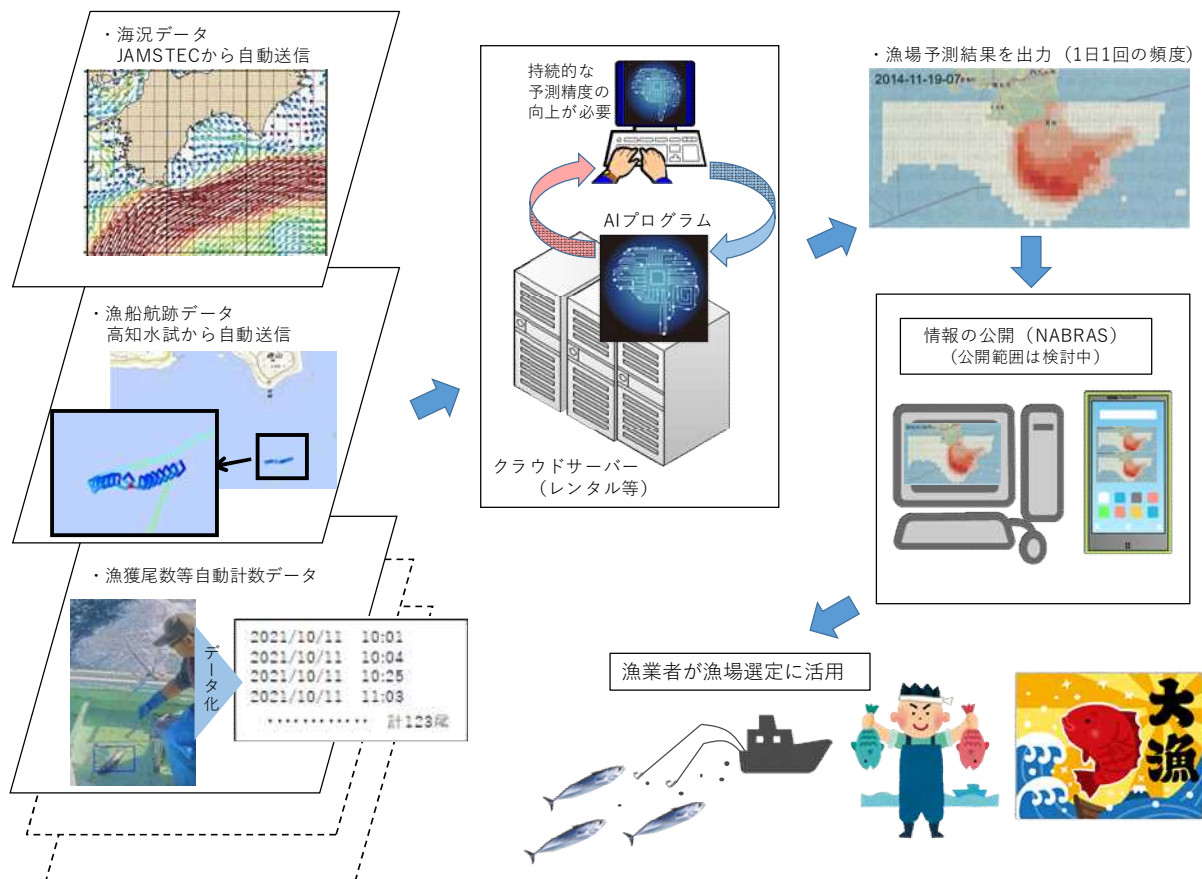 ・海況データ
JAMSTECから自動送信
・漁船航跡データ
高知水試から自動送信
・漁獲尾数等自動計数データ
データ化
2021/10/11 10:01
2021/10/11 10:04
2021/10/11 10:25
2021/10/11 11:03
計123尾
持続的な
予測精度の
向上が必要
AIプログラム
クラウドサーバー
（レンタル等）
・漁場予測結果を出力（1日1回の頻度）
2014-11-19-07
情報の公開（NABRAS）
（公開範囲は検討中）
漁業者が漁場選定に活用
大漁